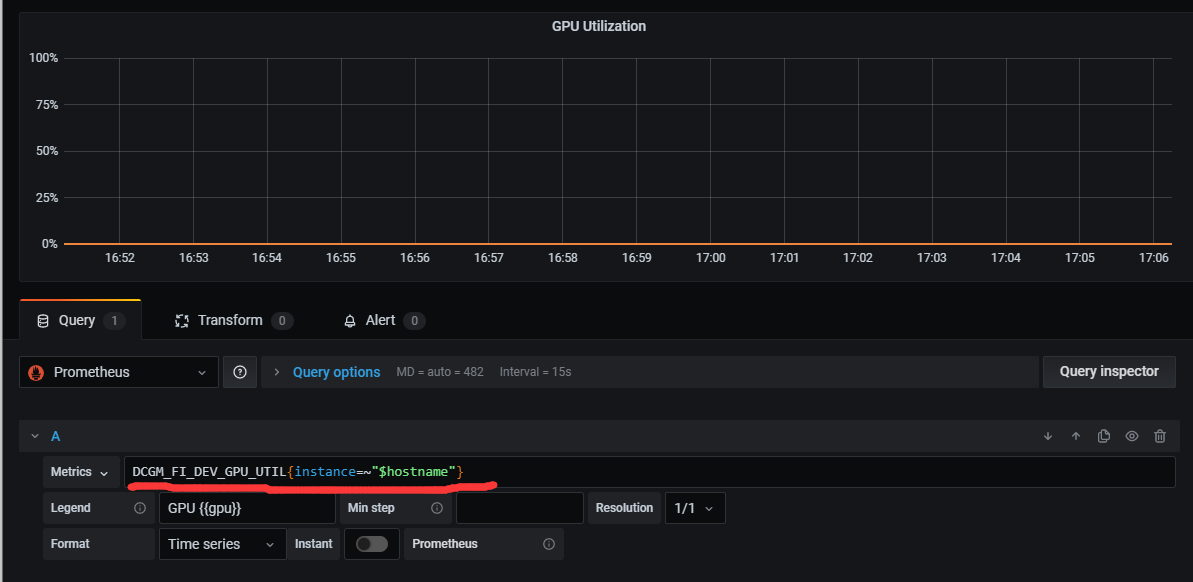 GPU Utilization
100%
75%
50%
25%
0%
16:52 16:53 16:54 16:55 16:56 16:57 16:58 16:59 17:00 17:01 17:02 17:03 17:04 17:05 17:06
Query 1 Transform 0 Alert 0
Prometheus Query options MD = auto = 482 Interval = 15s Query inspector
A
Metrics DCGM_FI_DEV_GPU_UTIL{instance=~"$hostname"}
Legend GPU {{gpu}} Min step Resolution 1/1
Format Time series Instant Prometheus